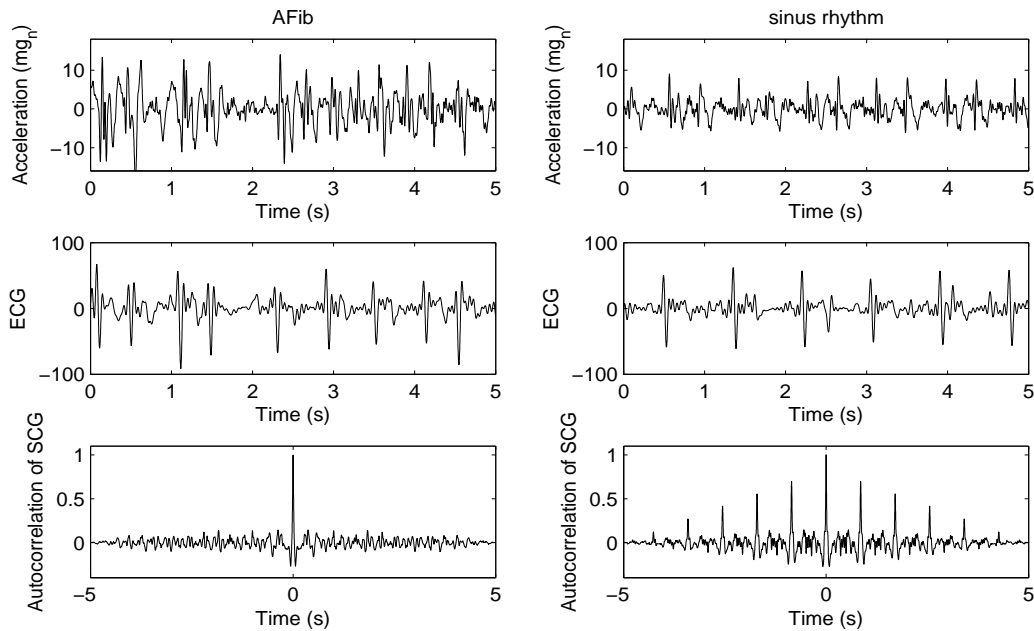 AFib
Acceleration (mg_n)
10
0
−10
0 1 2 3 4 5
Time (s)
sinus rhythm
Acceleration (mg_n)
10
0
−10
0 1 2 3 4 5
Time (s)
ECG
100
0
−100
0 1 2 3 4 5
Time (s)
ECG
100
0
−100
0 1 2 3 4 5
Time (s)
Autocorrelation of SCG
1
0.5
0
−5 0 5
Time (s)
Autocorrelation of SCG
1
0.5
0
−5 0 5
Time (s)